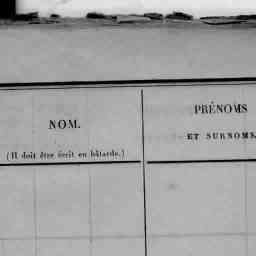 NOM.
(Il doit être écrit en bâtarde.)
PRÉNOMS
ET SURNOMS.